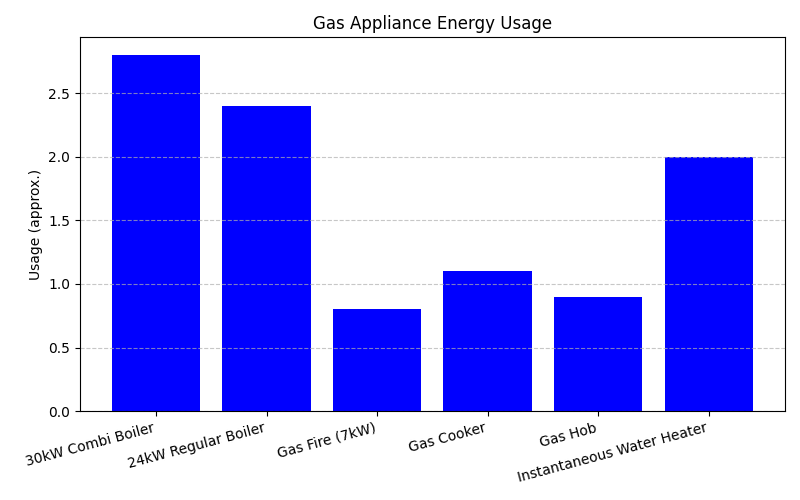 Gas Appliance Energy Usage
Usage (approx.)
2.5
2.0
1.5
1.0
0.5
0.0
30kW Combi Boiler
24kW Regular Boiler
Gas Fire (7kW)
Gas Cooker
Gas Hob
Instantaneous Water Heater